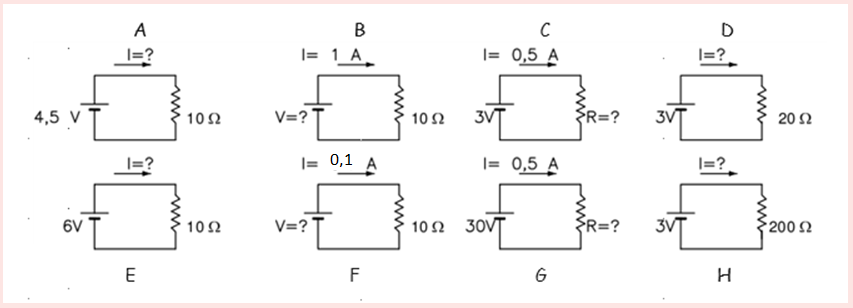 A B C D
I=? I= 1 A I= 0,5 A I=?
4,5 V 10 Ω V=? 10 Ω 3V R=? 3V 20 Ω
I=? I= 0,1 A I= 0,5 A I=?
6V 10 Ω V=? 10 Ω 30V R=? 3V 200 Ω
E F G H